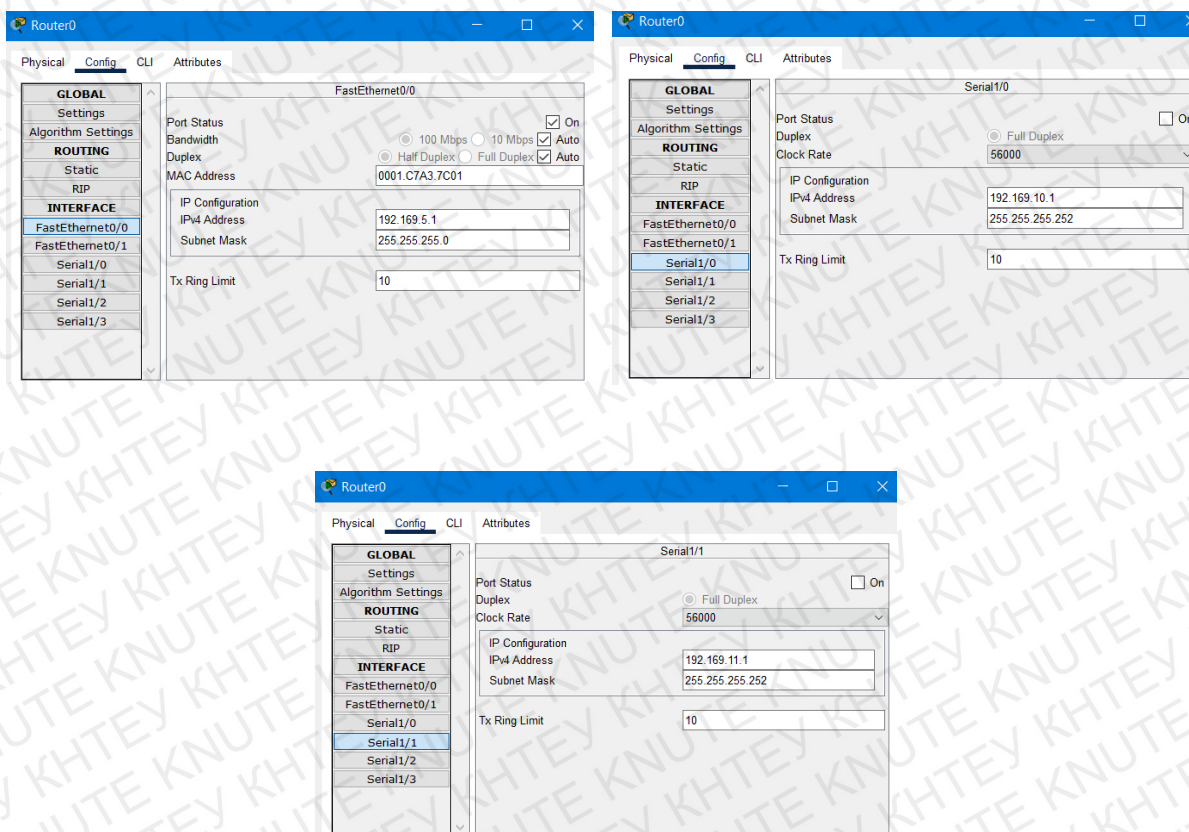 Router0
Physical Config CLI Attributes
GLOBAL
Settings
Algorithm Settings
ROUTING
Static
RIP
INTERFACE
FastEthernet0/0
FastEthernet0/1
Serial1/0
Serial1/1
Serial1/2
Serial1/3
FastEthernet0/0
Port Status On
Bandwidth 100 Mbps 10 Mbps Auto
Duplex Half Duplex Full Duplex Auto
MAC Address 0001.C7A3.7C01
IP Configuration
IPv4 Address 192.169.5.1
Subnet Mask 255.255.255.0
Tx Ring Limit 10
Router0
Physical Config CLI Attributes
GLOBAL
Settings
Algorithm Settings
ROUTING
Static
RIP
INTERFACE
FastEthernet0/0
FastEthernet0/1
Serial1/0
Serial1/1
Serial1/2
Serial1/3
Serial1/0
Port Status On
Duplex Full Duplex
Clock Rate 56000
IP Configuration
IPv4 Address 192.169.10.1
Subnet Mask 255.255.255.252
Tx Ring Limit 10
Router0
Physical Config CLI Attributes
GLOBAL
Settings
Algorithm Settings
ROUTING
Static
RIP
INTERFACE
FastEthernet0/0
FastEthernet0/1
Serial1/0
Serial1/1
Serial1/2
Serial1/3
Serial1/1
Port Status On
Duplex Full Duplex
Clock Rate 56000
IP Configuration
IPv4 Address 192.169.11.1
Subnet Mask 255.255.255.252
Tx Ring Limit 10